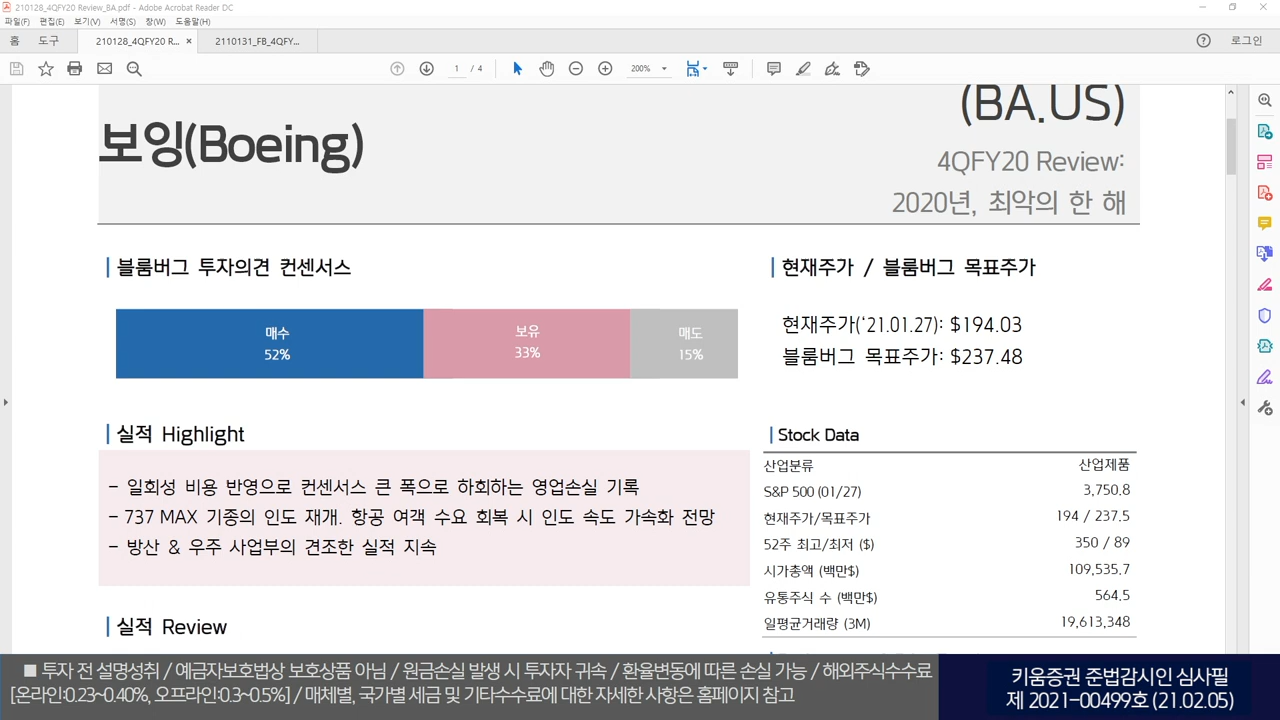 210128_4QFY20 Review_BA.pdf - Adobe Acrobat Reader DC
파일(F) 편집(E) 보기(V) 서명(S) 창(W) 도움말(H)
홈 도구 210128_4QFY20 R... × 2110131_FB_4QFY... 로그인
1 / 4 200%
(BA.US)
보잉(Boeing)
4QFY20 Review:
2020년, 최악의 한 해
블룸버그 투자의견 컨센서스
매수
52%
보유
33%
매도
15%
현재주가 / 블룸버그 목표주가
현재주가('21.01.27): $194.03
블룸버그 목표주가: $237.48
실적 Highlight
- 일회성 비용 반영으로 컨센서스 큰 폭으로 하회하는 영업손실 기록
- 737 MAX 기종의 인도 재개. 항공 여객 수요 회복 시 인도 속도 가속화 전망
- 방산 & 우주 사업부의 견조한 실적 지속
실적 Review
Stock Data
산업분류 산업제품
S&P 500 (01/27) 3,750.8
현재주가/목표주가 194 / 237.5
52주 최고/최저 ($) 350 / 89
시가총액 (백만$) 109,535.7
유통주식 수 (백만$) 564.5
일평균거래량 (3M) 19,613,348
■ 투자 전 설명성취 / 예금자보호법상 보호상품 아님 / 원금손실 발생 시 투자자 귀속 / 환율변동에 따른 손실 가능 / 해외주식수수료
[온라인:0.23~0.40%, 오프라인:0.3~0.5%] / 매체별, 국가별 세금 및 기타수수료에 대한 자세한 사항은 홈페이지 참고
키움증권 준법감시인 심사필
제 2021-00499호 (21.02.05)